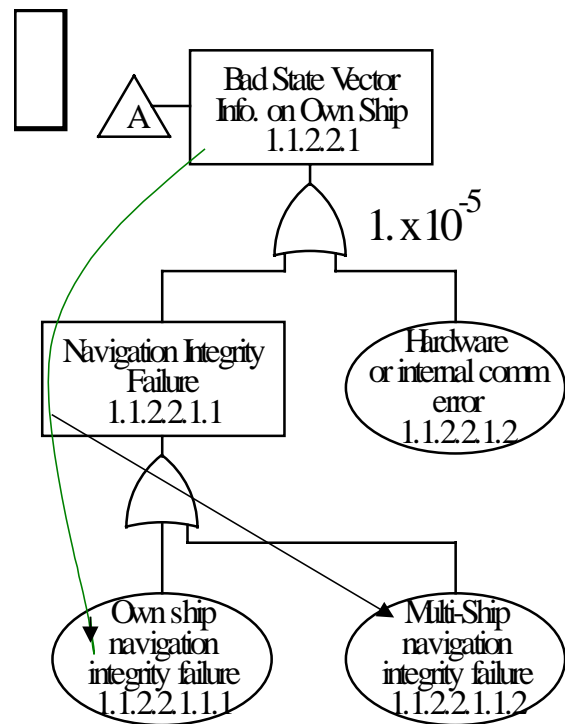 Bad State Vector
Info. on Own Ship
1.1.2.2.1
A
1. x10^-5
Navigation Integrity
Failure
1.1.2.2.1.1
Hardware
or internal comm
error
1.1.2.2.1.2
Own ship
navigation
integrity failure
1.1.2.2.1.1.1
Multi-Ship
navigation
integrity failure
1.1.2.2.1.1.2